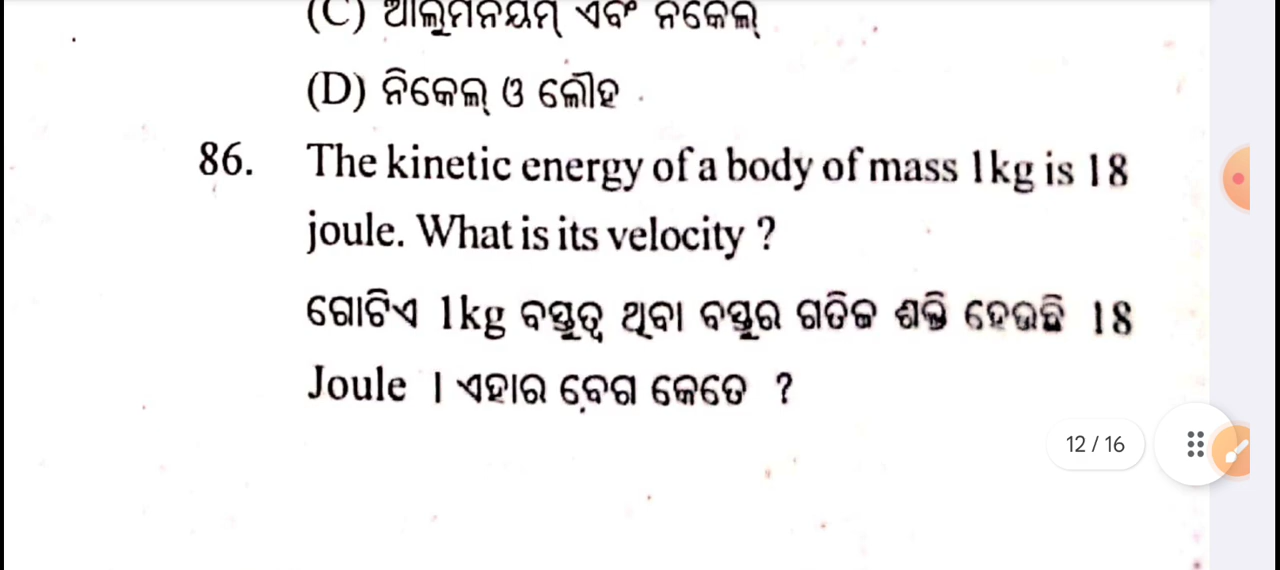 (C) ଆଲୁମିନିୟମ୍ ଏବଂ ନିକେଲ୍
(D) ନିକେଲ୍ ଓ ଲୌହ
86. The kinetic energy of a body of mass 1kg is 18
joule. What is its velocity ?
ଗୋଟିଏ 1kg ବସ୍ତୁତ୍ୱ ଥିବା ବସ୍ତୁର ଗତିଜ ଶକ୍ତି ହେଉଛି 18
Joule । ଏହାର ବେଗ କେତେ ?
12 / 16